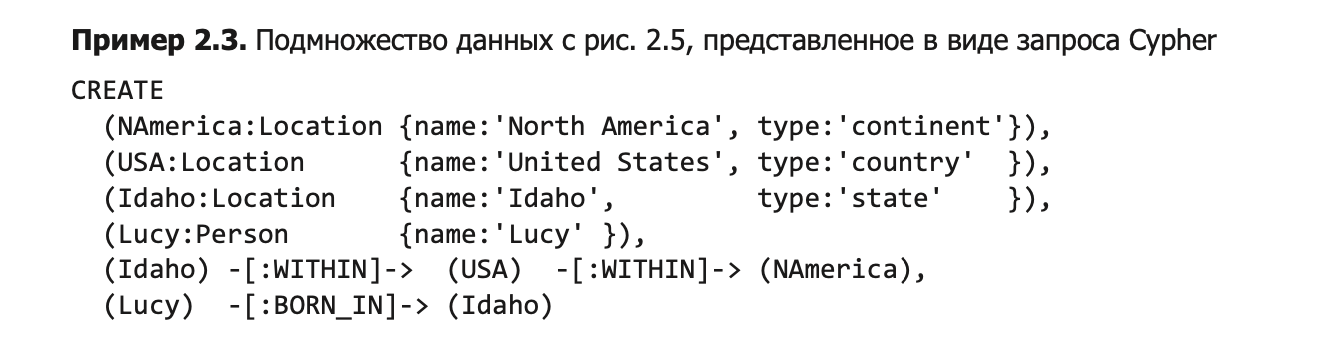 Пример 2.3. Подмножество данных с рис. 2.5, представленное в виде запроса Cypher
CREATE
  (NAmerica:Location {name:'North America', type:'continent'}),
  (USA:Location      {name:'United States', type:'country'  }),
  (Idaho:Location    {name:'Idaho',         type:'state'    }),
  (Lucy:Person       {name:'Lucy' }),
  (Idaho) -[:WITHIN]->  (USA)  -[:WITHIN]-> (NAmerica),
  (Lucy)  -[:BORN_IN]-> (Idaho)